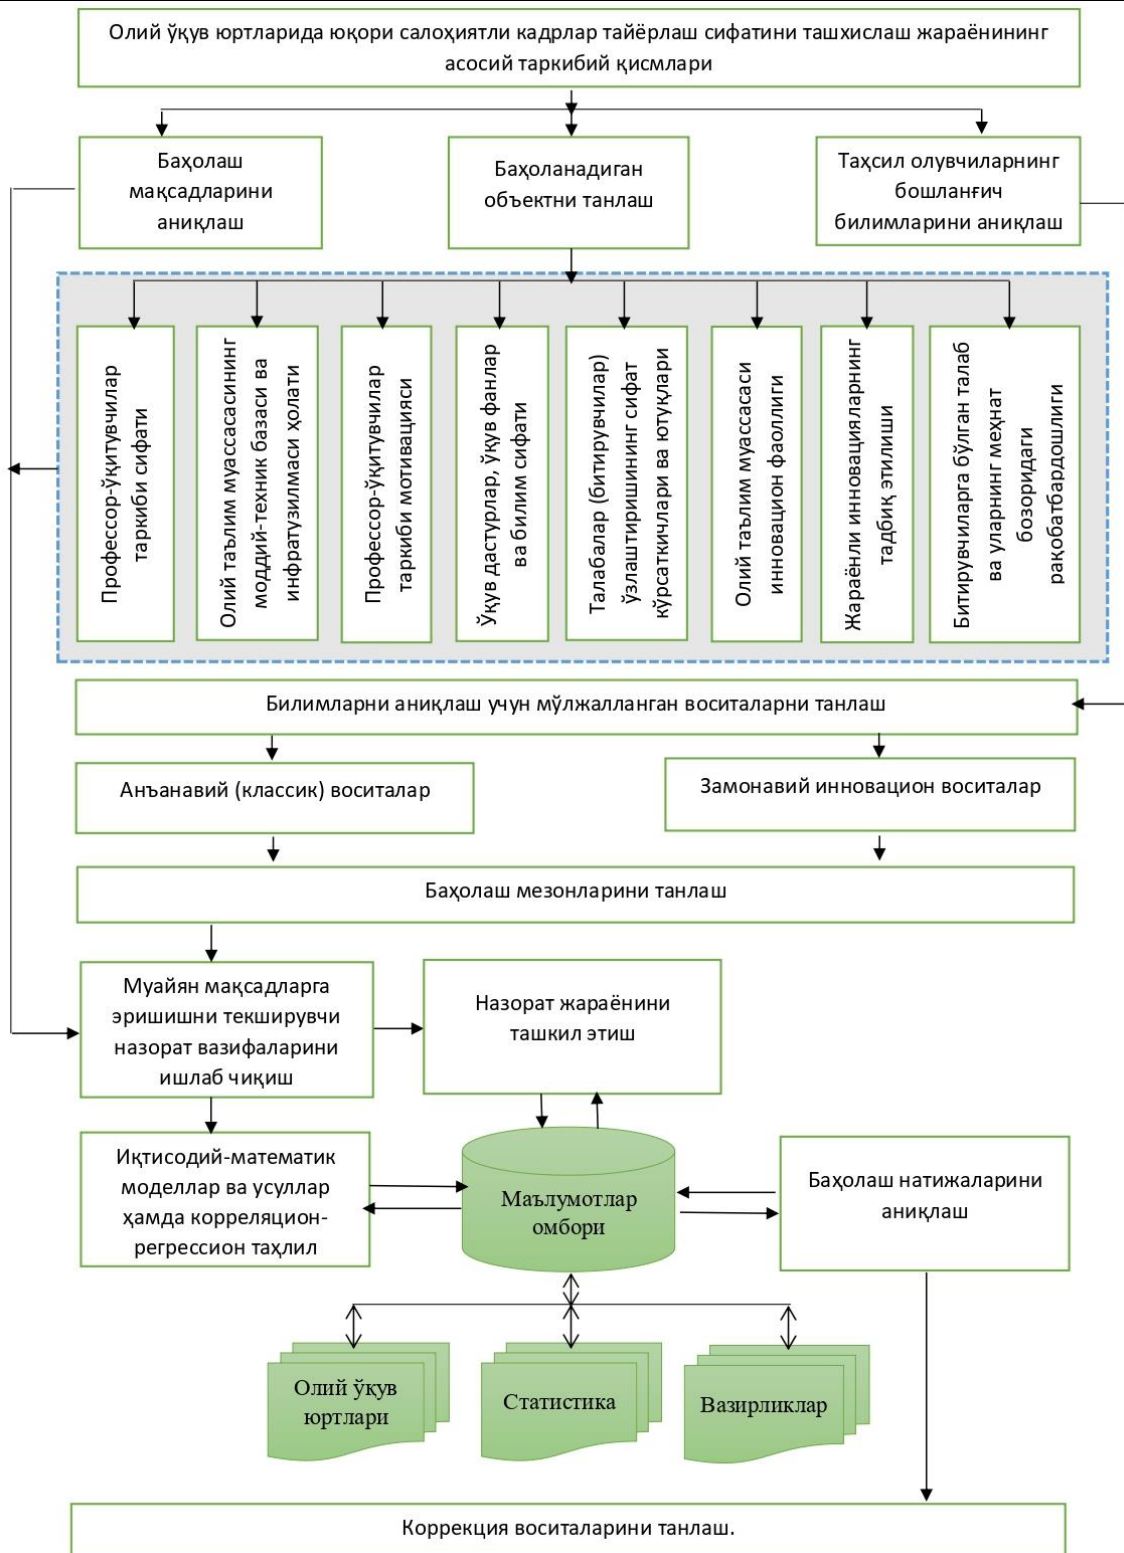 Олий ўқув юртларида юқори салоҳиятли кадрлар тайёрлаш сифатини ташхислаш жараёнининг
асосий таркибий қисмлари
Баҳолаш
мақсадларини
аниқлаш
Баҳоланадиган
объектни танлаш
Таҳсил олувчиларнинг
бошланғич
билимларини аниқлаш
Профессор-ўқитувчилар
таркиби сифати
Олий таълим муассасасининг
моддий-техник базаси ва
инфратузилмаси ҳолати
Профессор-ўқитувчилар
таркиби мотивацияси
Ўқув дастурлар, ўқув фанлар
ва билим сифати
Талабалар (битирувчилар)
ўзлаштиришининг сифат
кўрсаткичлари ва ютуқлари
Олий таълим муассасаси
инновацион фаоллиги
Жараёнли инновацияларнинг
тадбиқ этилиши
Битирувчиларга бўлган талаб
ва уларнинг меҳнат
бозоридаги
рақобатбардошлиги
Билимларни аниқлаш учун мўлжалланган воситаларни танлаш
Анъанавий (классик) воситалар
Замонавий инновацион воситалар
Баҳолаш мезонларини танлаш
Муайян мақсадларга
эришишни текширувчи
назорат вазифаларини
ишлаб чиқиш
Назорат жараёнини
ташкил этиш
Иқтисодий-математик
моделлар ва усуллар
ҳамда корреляцион-
регрессион таҳлил
Маълумотлар
омбори
Баҳолаш натижаларини
аниқлаш
Олий ўқув
юртлари
Статистика
Вазирликлар
Коррекция воситаларини танлаш.